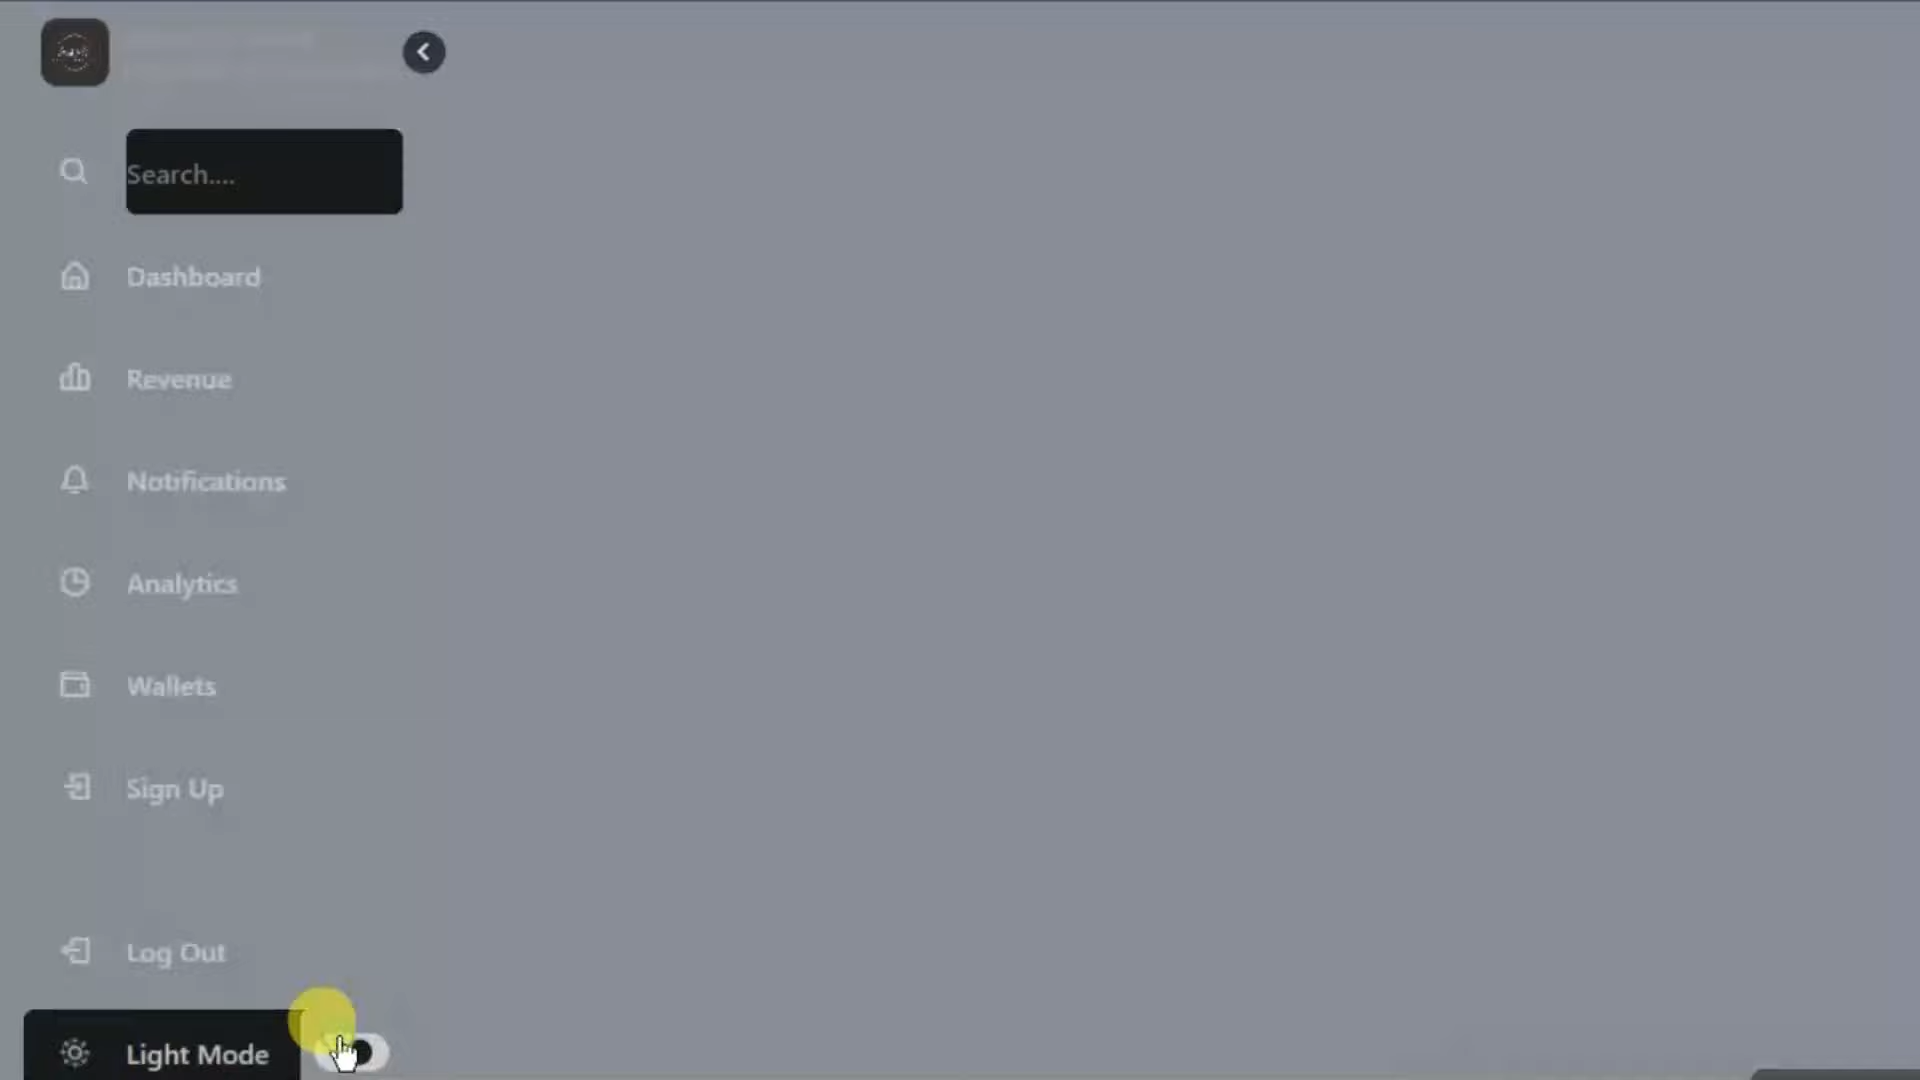 Search....
Dashboard
Revenue
Notifications
Analytics
Wallets
Sign Up
Log Out
Light Mode